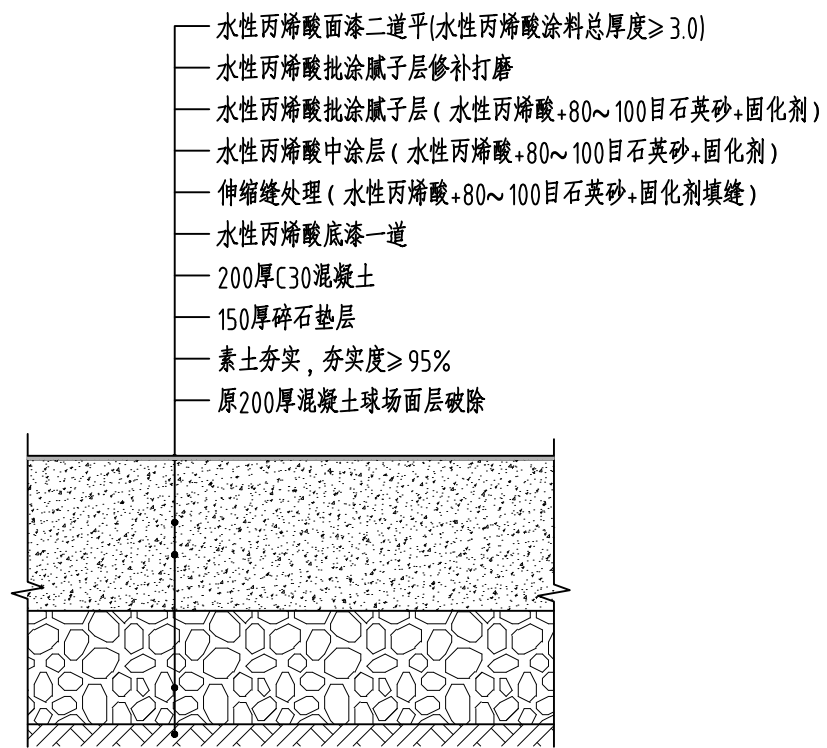 水性丙烯酸面漆二道平(水性丙烯酸涂料总厚度≥3.0)
水性丙烯酸批涂腻子层修补打磨
水性丙烯酸批涂腻子层(水性丙烯酸+80~100目石英砂+固化剂)
水性丙烯酸中涂层(水性丙烯酸+80~100目石英砂+固化剂)
伸缩缝处理(水性丙烯酸+80~100目石英砂+固化剂填缝)
水性丙烯酸底漆一道
200厚C30混凝土
150厚碎石垫层
素土夯实,夯实度≥95%
原200厚混凝土球场面层破除